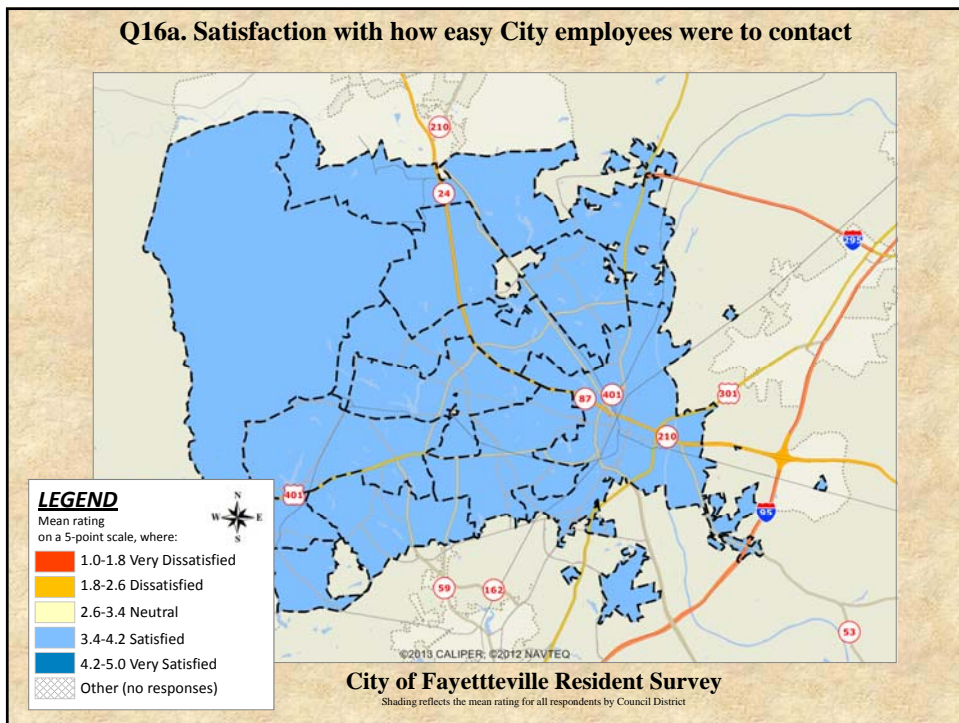 Q16a. Satisfaction with how easy City employees were to contact
210
24
295
87
401
301
210
401
95
59
162
53
LEGEND
Mean rating
on a 5-point scale, where:
N
W
E
S
1.0-1.8 Very Dissatisfied
1.8-2.6 Dissatisfied
2.6-3.4 Neutral
3.4-4.2 Satisfied
4.2-5.0 Very Satisfied
Other (no responses)
©2013 CALIPER; ©2012 NAVTEQ
City of Fayettteville Resident Survey
Shading reflects the mean rating for all respondents by Council District